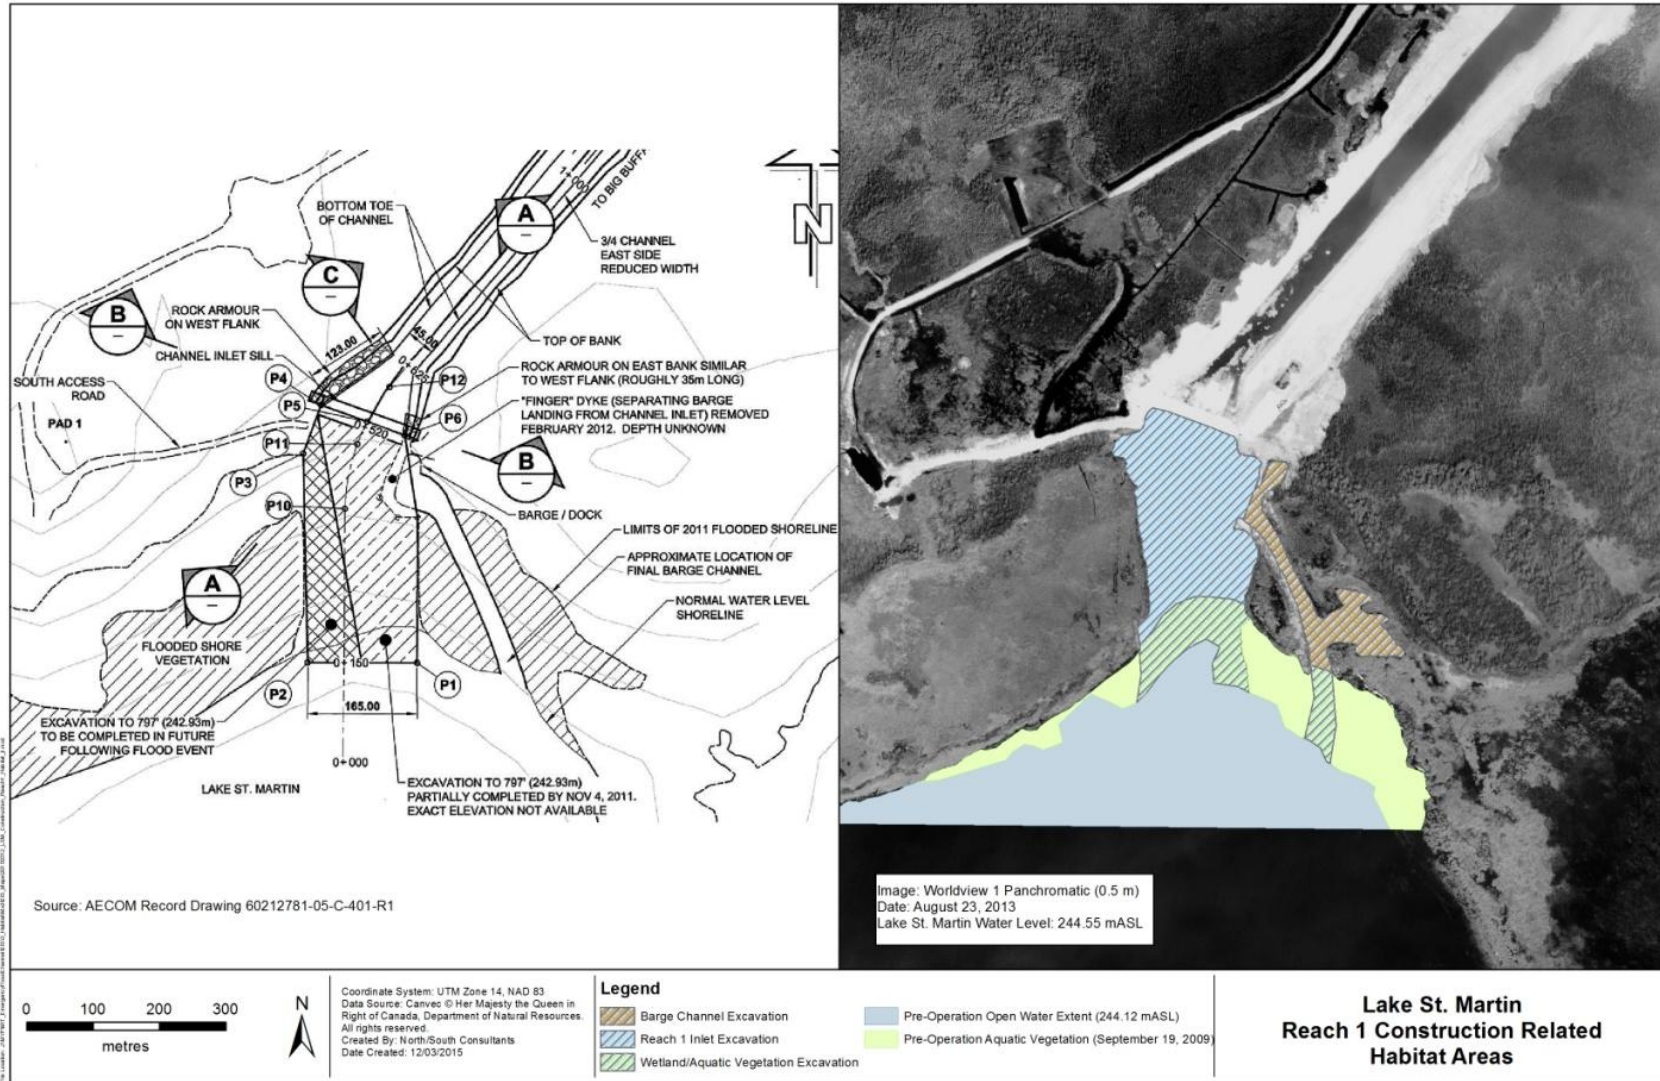 BOTTOM TOE
OF CHANNEL
1+000
TO BIG BUFF
A
–
3/4 CHANNEL
EAST SIDE
REDUCED WIDTH
N
C
–
B
–
ROCK ARMOUR
ON WEST FLANK
123.00
45.00
TOP OF BANK
CHANNEL INLET SILL
P4
P12
ROCK ARMOUR ON EAST BANK SIMILAR
TO WEST FLANK (ROUGHLY 35m LONG)
SOUTH ACCESS
ROAD
P5
P6
"FINGER" DYKE (SEPARATING BARGE
LANDING FROM CHANNEL INLET) REMOVED
FEBRUARY 2012. DEPTH UNKNOWN
PAD 1
0+520
P11
B
–
P3
P10
BARGE / DOCK
LIMITS OF 2011 FLOODED SHORELINE
APPROXIMATE LOCATION OF
FINAL BARGE CHANNEL
A
–
NORMAL WATER LEVEL
SHORELINE
FLOODED SHORE
VEGETATION
0+150
P2
P1
165.00
EXCAVATION TO 797' (242.93m)
TO BE COMPLETED IN FUTURE
FOLLOWING FLOOD EVENT
0+000
LAKE ST. MARTIN
EXCAVATION TO 797' (242.93m)
PARTIALLY COMPLETED BY NOV 4, 2011.
EXACT ELEVATION NOT AVAILABLE
Source: AECOM Record Drawing 60212781-05-C-401-R1
Image: Worldview 1 Panchromatic (0.5 m)
Date: August 23, 2013
Lake St. Martin Water Level: 244.55 mASL
0 100 200 300
metres
N
Coordinate System: UTM Zone 14, NAD 83
Data Source: Canvec © Her Majesty the Queen in
Right of Canada, Department of Natural Resources.
All rights reserved.
Created By: North/South Consultants
Date Created: 12/03/2015
Legend
Barge Channel Excavation
Reach 1 Inlet Excavation
Wetland/Aquatic Vegetation Excavation
Pre-Operation Open Water Extent (244.12 mASL)
Pre-Operation Aquatic Vegetation (September 19, 2009)
Lake St. Martin
Reach 1 Construction Related
Habitat Areas